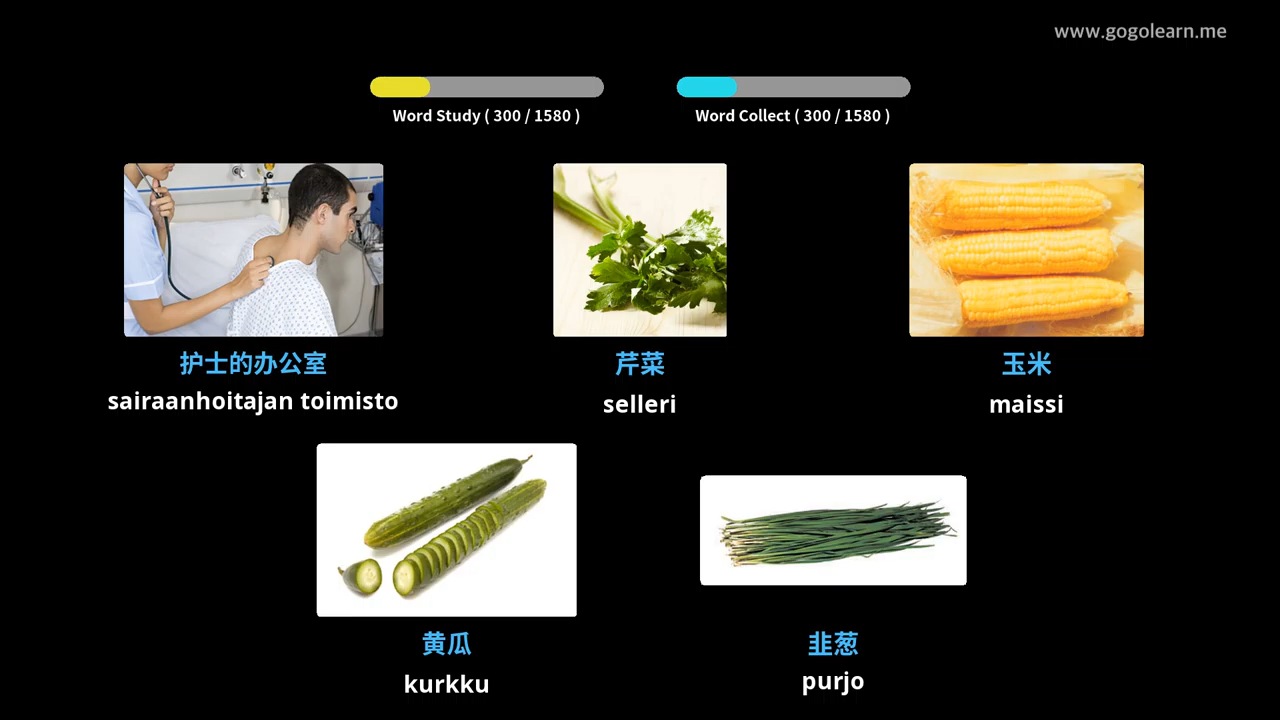 www.gogolearn.me
Word Study ( 300 / 1580 )
Word Collect ( 300 / 1580 )
护士的办公室
sairaanhoitajan toimisto
芹菜
selleri
玉米
maissi
黄瓜
kurkku
韭葱
purjo